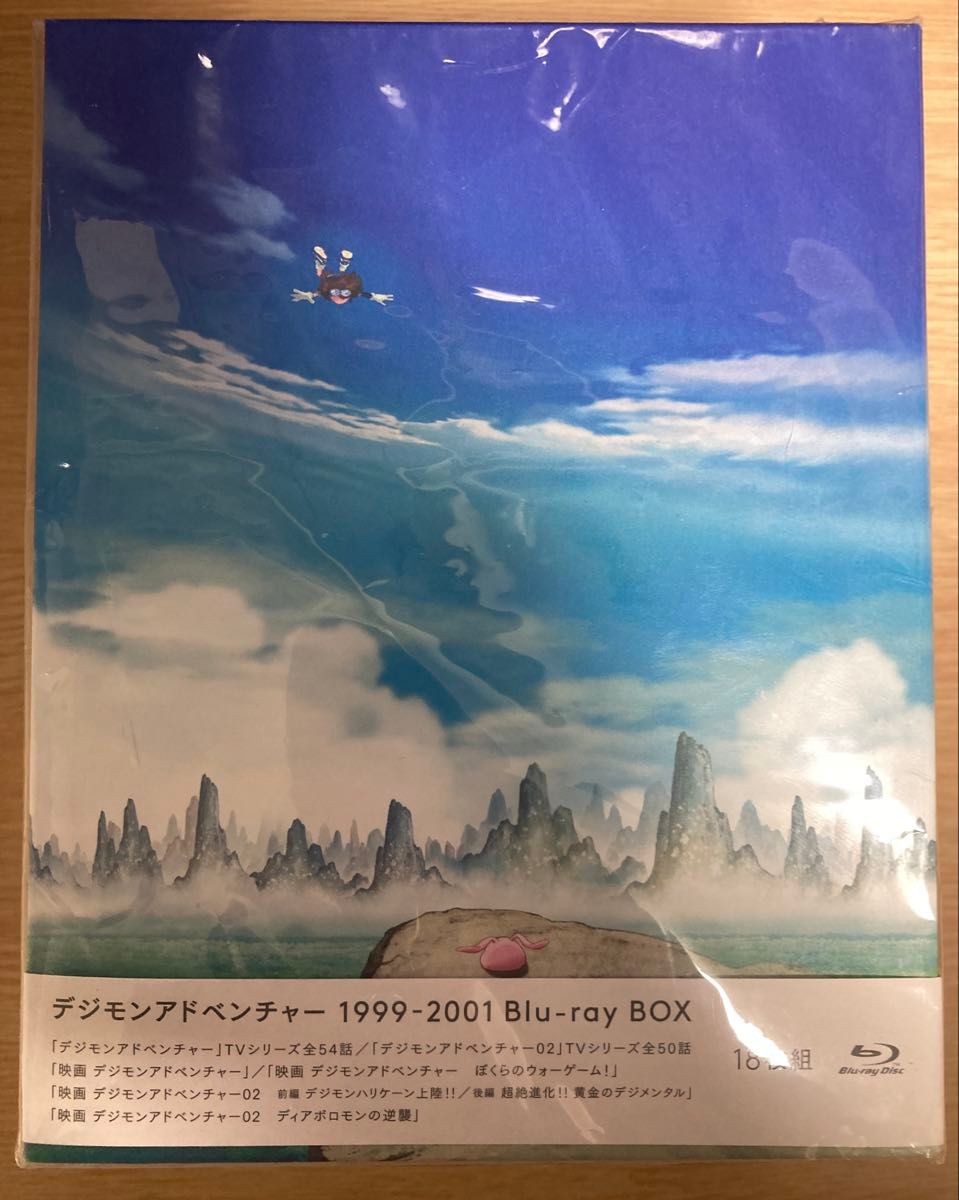 デジモンアドベンチャー 1999-2001 Blu-ray BOX
「デジモンアドベンチャー」TVシリーズ全54話／「デジモンアドベンチャー02」TVシリーズ全50話
「映画 デジモンアドベンチャー」／「映画 デジモンアドベンチャー　ぼくらのウォーゲーム!」
「映画 デジモンアドベンチャー02　前編 デジモンハリケーン上陸!!／後編 超絶進化!! 黄金のデジメンタル」
「映画 デジモンアドベンチャー02　ディアボロモンの逆襲」
18枚組
Blu-ray Disc